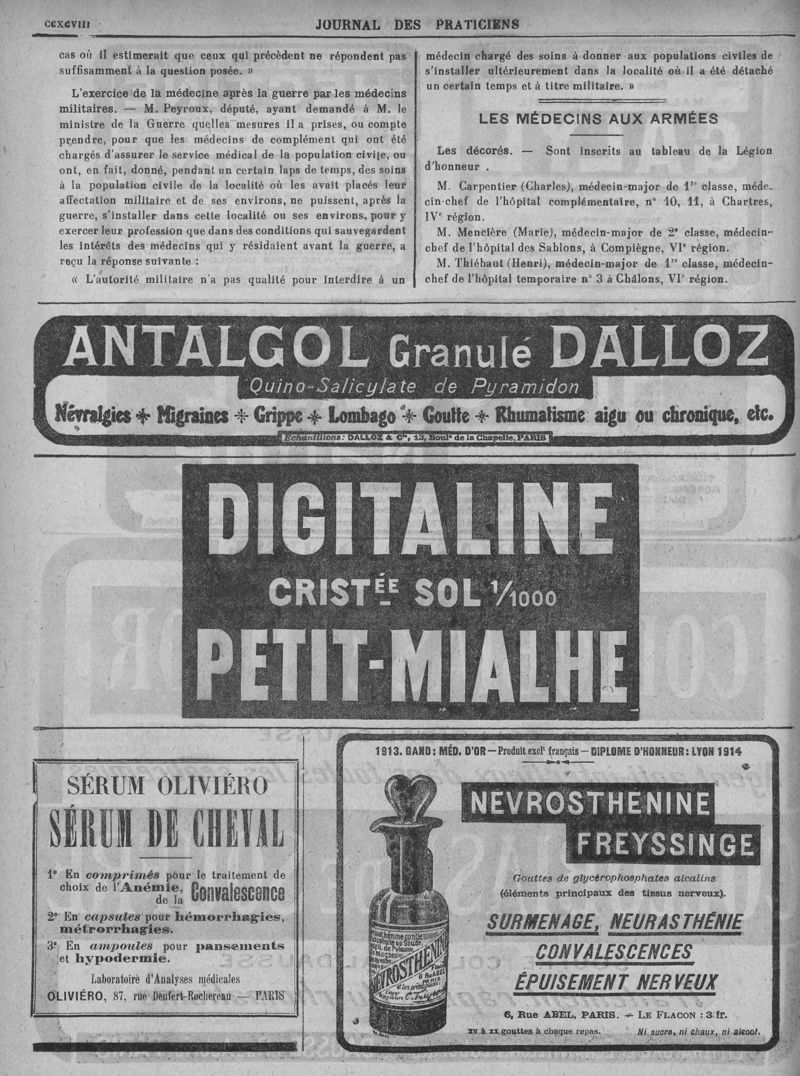 CCXCVIII
JOURNAL DES PRATICIENS
cas où il estimerait que ceux qui précèdent ne répondent pas
suffisamment à la question posée. »
L'exercice de la médecine après la guerre par les médecins
militaires. — M. Peyroux, député, ayant demandé à M. le
ministre de la Guerre quelles mesures il a prises, ou compte
prendre, pour que les médecins de complément qui ont été
chargés d'assurer le service médical de la population civile, ou
ont, en fait, donné, pendant un certain laps de temps, des soins
à la population civile de la localité où les avait placés leur
affectation militaire et de ses environs, ne puissent, après la
guerre, s'installer dans cette localité ou ses environs, pour y
exercer leur profession que dans des conditions qui sauvegardent
les intérêts des médecins qui y résidaient avant la guerre, a
reçu la réponse suivante :
« L'autorité militaire n'a pas qualité pour interdire à un
médecin chargé des soins à donner aux populations civiles de
s'installer ultérieurement dans la localité où il a été détaché
un certain temps et à titre militaire. »
LES MÉDECINS AUX ARMÉES
Les décorés. — Sont inscrits au tableau de la Légion
d'honneur .
M. Carpentier (Charles), médecin-major de 1re classe, méde-
cin-chef de l'hôpital complémentaire, n° 10, 11, à Chartres,
IVe région.
M. Mencière (Marie), médecin-major de 2e classe, médecin-
chef de l'hôpital des Sablons, à Compiègne, VIe région.
M. Thiébaut (Henri), médecin-major de 1re classe, médecin-
chef de l'hôpital temporaire n° 3 à Châlons, VIe région.
ANTALGOL Granulé DALLOZ
Quino-Salicylate de Pyramidon
Névralgies * Migraines * Grippe * Lombago * Goutte * Rhumatisme aigu ou chronique, etc.
Echantillons: DALLOZ & Cie, 13, Bould de la Chapelle, PARIS
DIGITALINE
CRISTÉE SOL 1/1000
PETIT-MIALHE
SÉRUM OLIVIÉRO
SÉRUM DE CHEVAL
1° En comprimés pour le traitement de
choix de l'Anémie, de la Convalescence
2° En capsules pour hémorrhagies,
métrorrhagies.
3° En ampoules pour pansements
et hypodermie.
Laboratoire d'Analyses médicales
OLIVIÉRO, 87, rue Denfert-Rochereau — PARIS
1913. GAND: MÉD. D'OR — Produit excl' français — DIPLOME D'HONNEUR: LYON 1914
NEVROSTHENINE
FREYSSINGE
Gouttes de glycérophosphates alcalins
(éléments principaux des tissus nerveux).
SURMENAGE, NEURASTHÉNIE
CONVALESCENCES
ÉPUISEMENT NERVEUX
6, Rue ABEL, PARIS. — LE FLACON : 3 fr.
XV à XX gouttes à chaque repas. Ni sucre, ni chaux, ni alcool.
NEVROSTHENINE